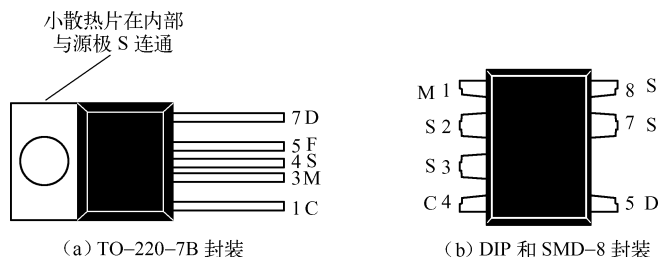 小散热片在内部
与源极 S 连通
7 D
5 F
4 S
3 M
1 C
(a) TO-220-7B 封装
M 1
S 2
S 3
C 4
8 S
7 S
5 D
(b) DIP 和 SMD-8 封装